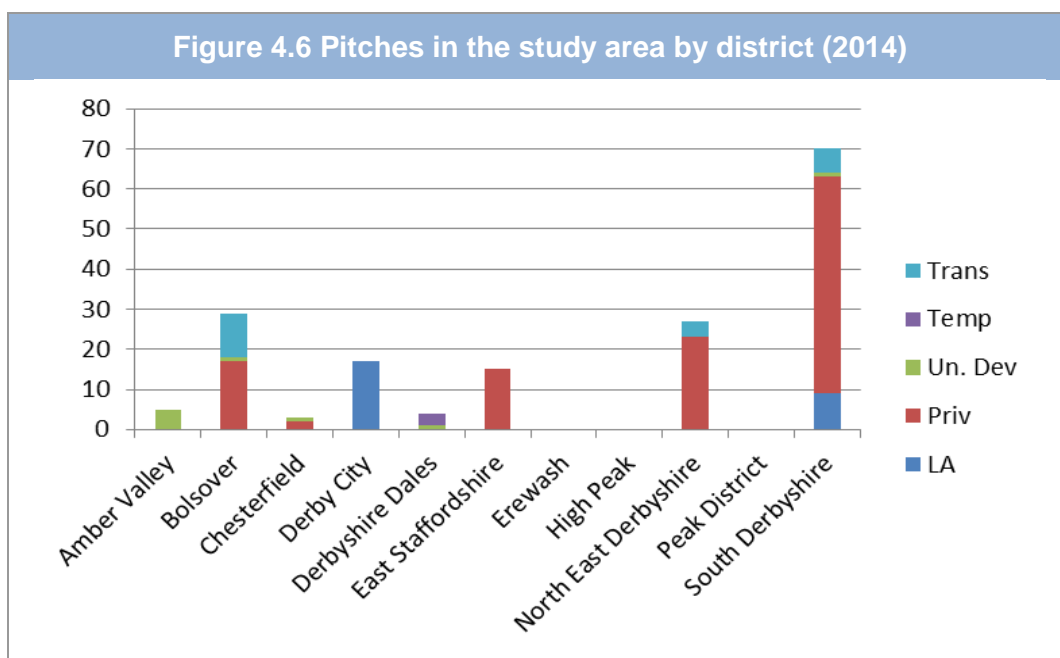 Figure 4.6 Pitches in the study area by district (2014)
80
70
60
50
40
30
20
10
0
Trans
Temp
Un. Dev
Priv
LA
Amber Valley
Bolsover
Chesterfield
Derby City
Derbyshire Dales
East Staffordshire
Erewash
High Peak
North East Derbyshire
Peak District
South Derbyshire